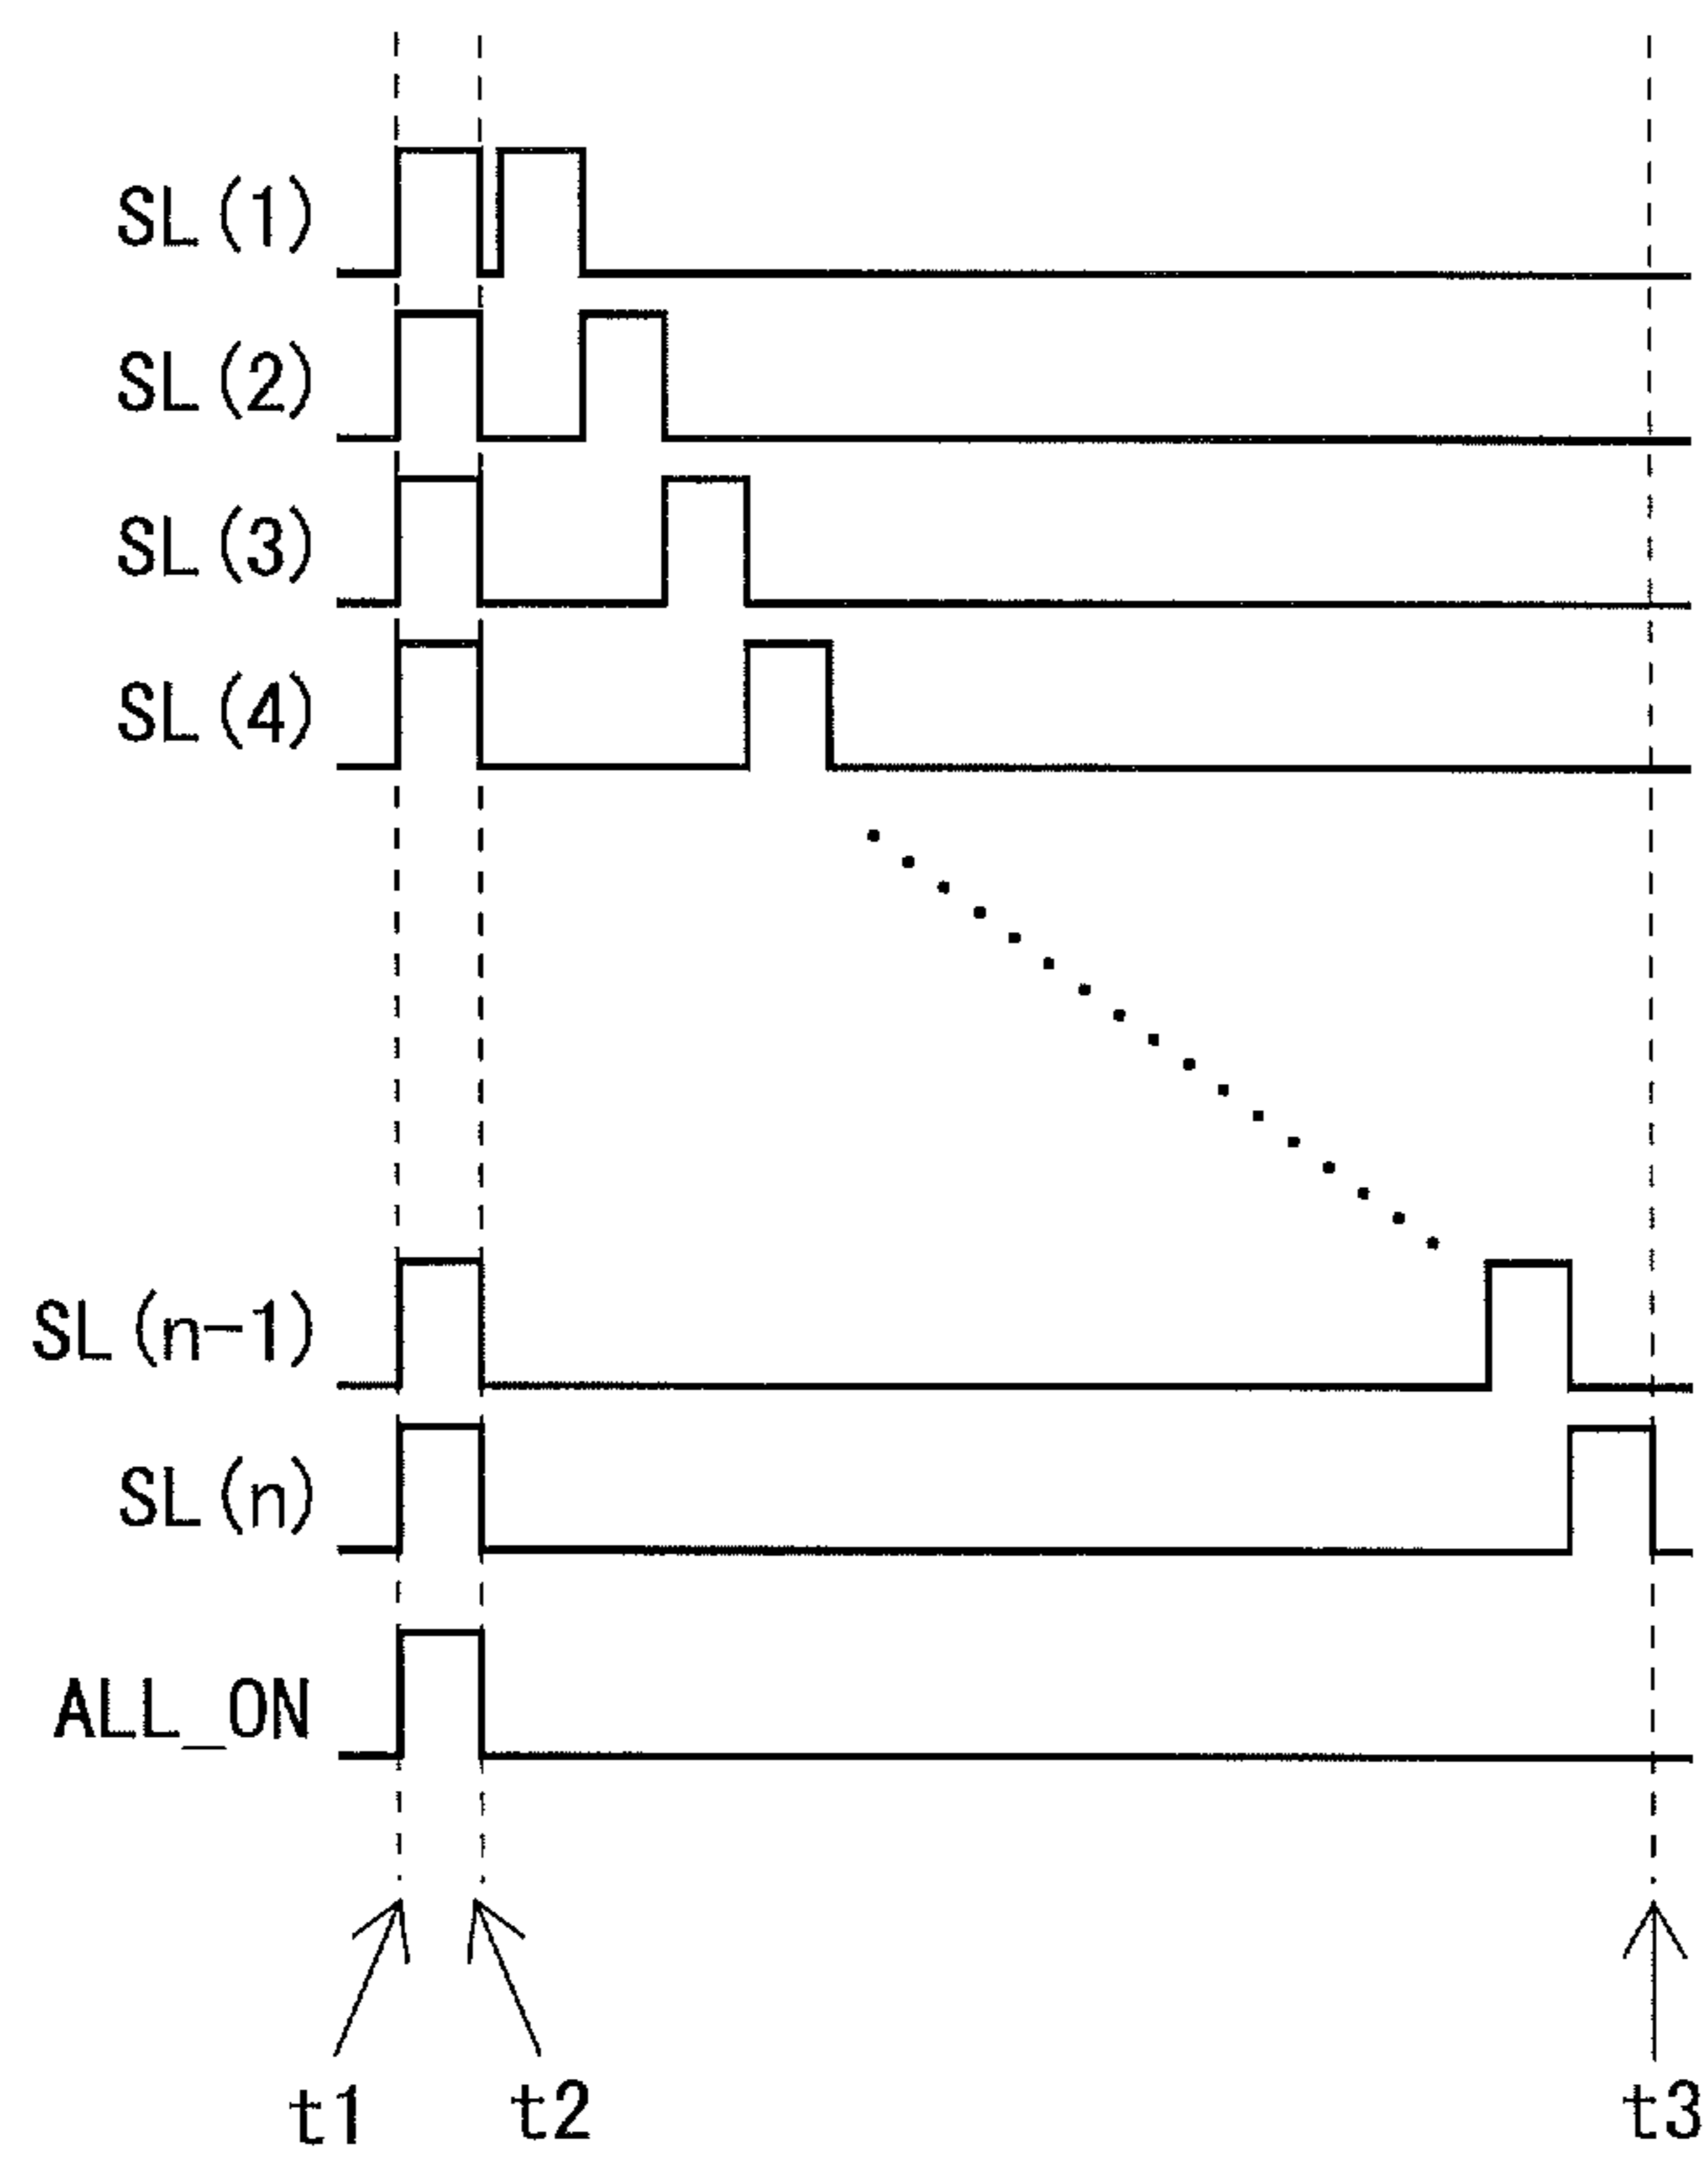 SL(1)
SL(2)
SL(3)
SL(4)
SL(n-1)
SL(n)
ALL_ON
t1
t2
t3